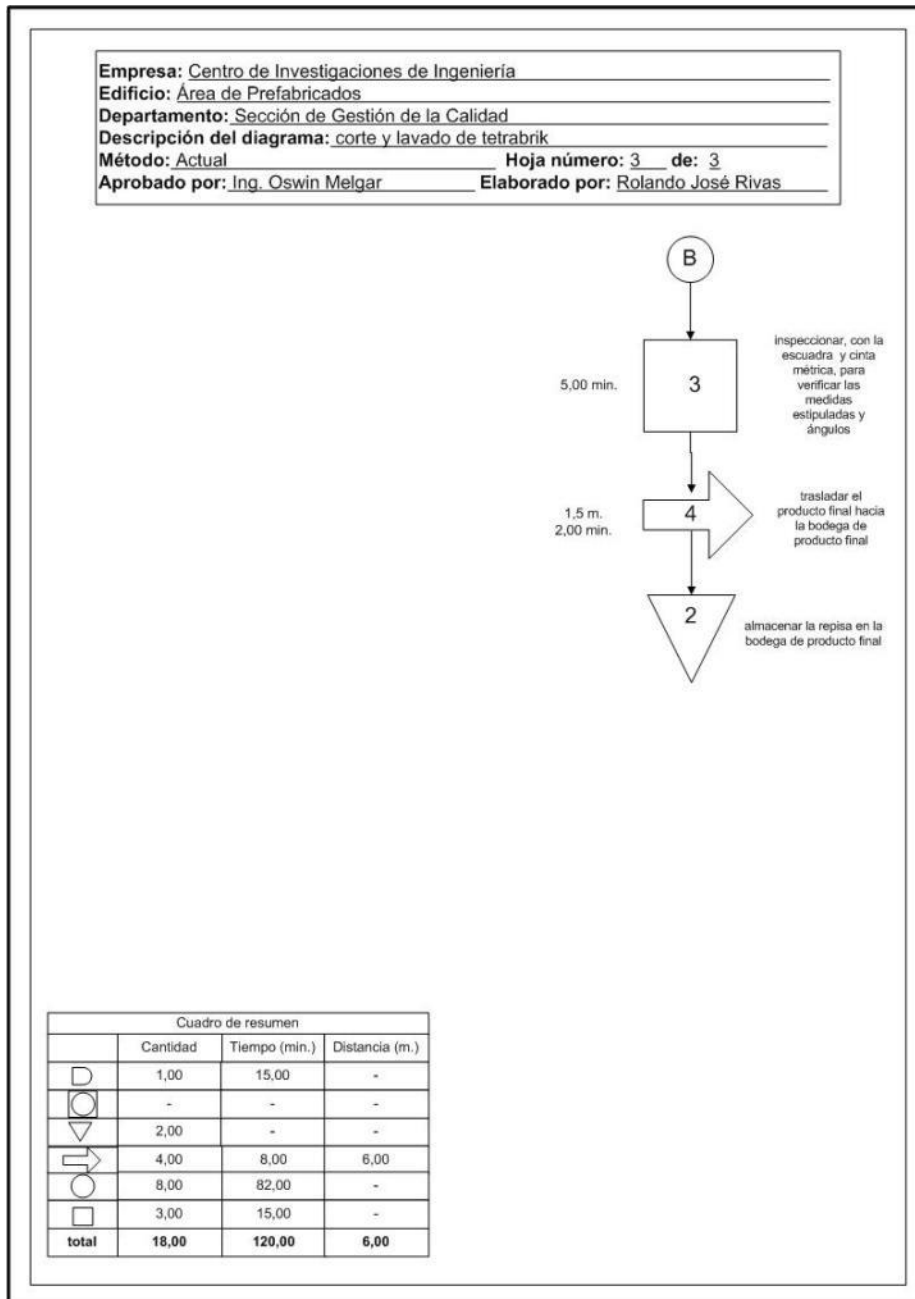 Empresa: Centro de Investigaciones de Ingeniería
Edificio: Área de Prefabricados
Departamento: Sección de Gestión de la Calidad
Descripción del diagrama: corte y lavado de tetrabrik
Método: Actual Hoja número: 3 de: 3
Aprobado por: Ing. Oswin Melgar Elaborado por: Rolando José Rivas
B
5,00 min.
3
inspeccionar, con la
escuadra y cinta
métrica, para
verificar las
medidas
estipuladas y
ángulos
1,5 m.
2,00 min.
4
trasladar el
producto final hacia
la bodega de
producto final
2
almacenar la repisa en la
bodega de producto final
Cuadro de resumen
Cantidad Tiempo (min.) Distancia (m.)
1,00 15,00 -
- - -
2,00 - -
4,00 8,00 6,00
8,00 82,00 -
3,00 15,00 -
total 18,00 120,00 6,00